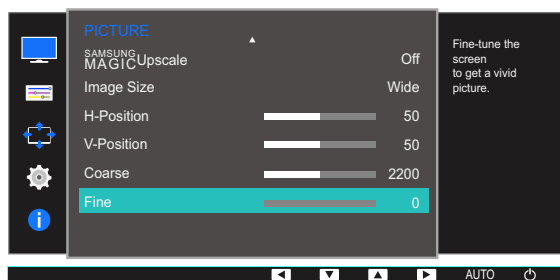 PICTURE
SAMSUNG
MAGIC Upscale Off
Image Size Wide
H-Position 50
V-Position 50
Coarse 2200
Fine 0
Fine-tune the
screen
to get a vivid
picture.
AUTO